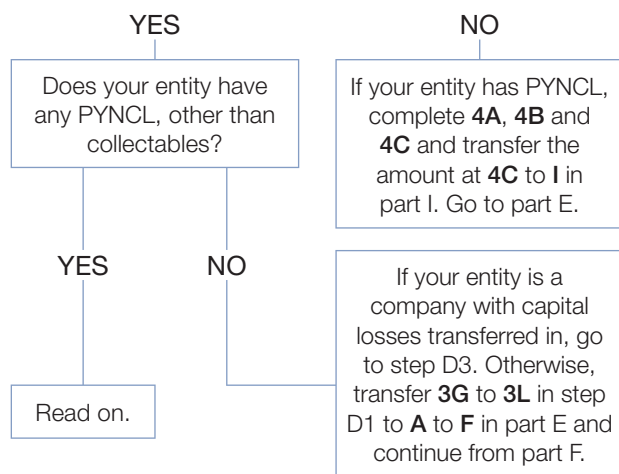 YES
NO
Does your entity have
any PYNCL, other than
collectables?
If your entity has PYNCL,
complete 4A, 4B and
4C and transfer the
amount at 4C to I in
part I. Go to part E.
YES
NO
If your entity is a
company with capital
losses transferred in, go
to step D3. Otherwise,
transfer 3G to 3L in step
D1 to A to F in part E and
continue from part F.
Read on.